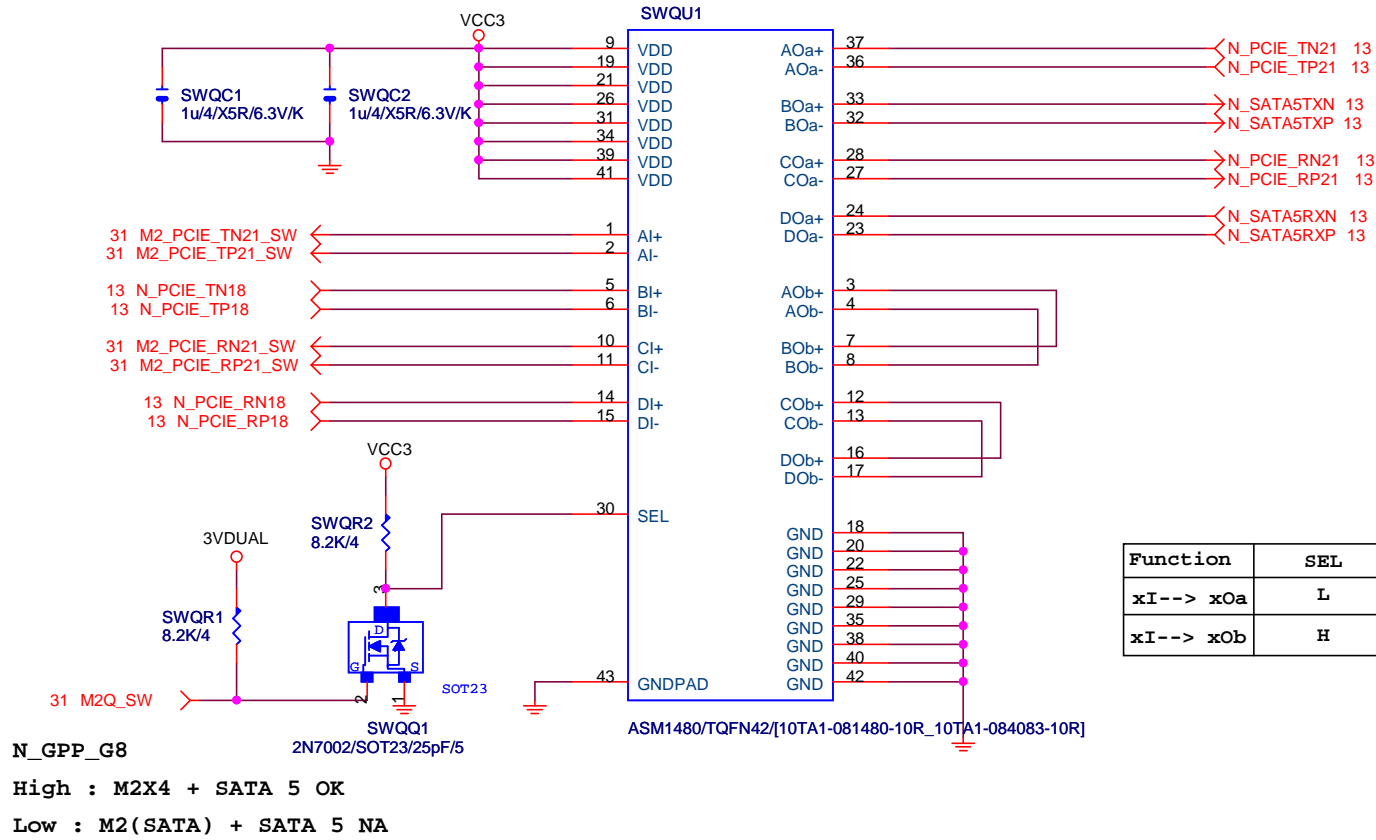 SWQU1
VCC3
SWQC1
1u/4/X5R/6.3V/K
SWQC2
1u/4/X5R/6.3V/K
9 VDD
19 VDD
21 VDD
26 VDD
31 VDD
34 VDD
39 VDD
41 VDD
AOa+ 37 N_PCIE_TN21 13
AOa- 36 N_PCIE_TP21 13
BOa+ 33 N_SATA5TXN 13
BOa- 32 N_SATA5TXP 13
COa+ 28 N_PCIE_RN21 13
COa- 27 N_PCIE_RP21 13
DOa+ 24 N_SATA5RXN 13
DOa- 23 N_SATA5RXP 13
31 M2_PCIE_TN21_SW 1 AI+
31 M2_PCIE_TP21_SW 2 AI-
13 N_PCIE_TN18 5 BI+
13 N_PCIE_TP18 6 BI-
31 M2_PCIE_RN21_SW 10 CI+
31 M2_PCIE_RP21_SW 11 CI-
13 N_PCIE_RN18 14 DI+
13 N_PCIE_RP18 15 DI-
AOb+ 3
AOb- 4
BOb+ 7
BOb- 8
COb+ 12
COb- 13
DOb+ 16
DOb- 17
VCC3
SWQR2
8.2K/4
30 SEL
3VDUAL
SWQR1
8.2K/4
3
D
G
S
2
1
SOT23
SWQQ1
2N7002/SOT23/25pF/5
31 M2Q_SW
43 GNDPAD
GND 18
GND 20
GND 22
GND 25
GND 29
GND 35
GND 38
GND 40
GND 42
ASM1480/TQFN42/[10TA1-081480-10R_10TA1-084083-10R]
Function SEL
xI--> xOa L
xI--> xOb H
N_GPP_G8
High : M2X4 + SATA 5 OK
Low : M2(SATA) + SATA 5 NA